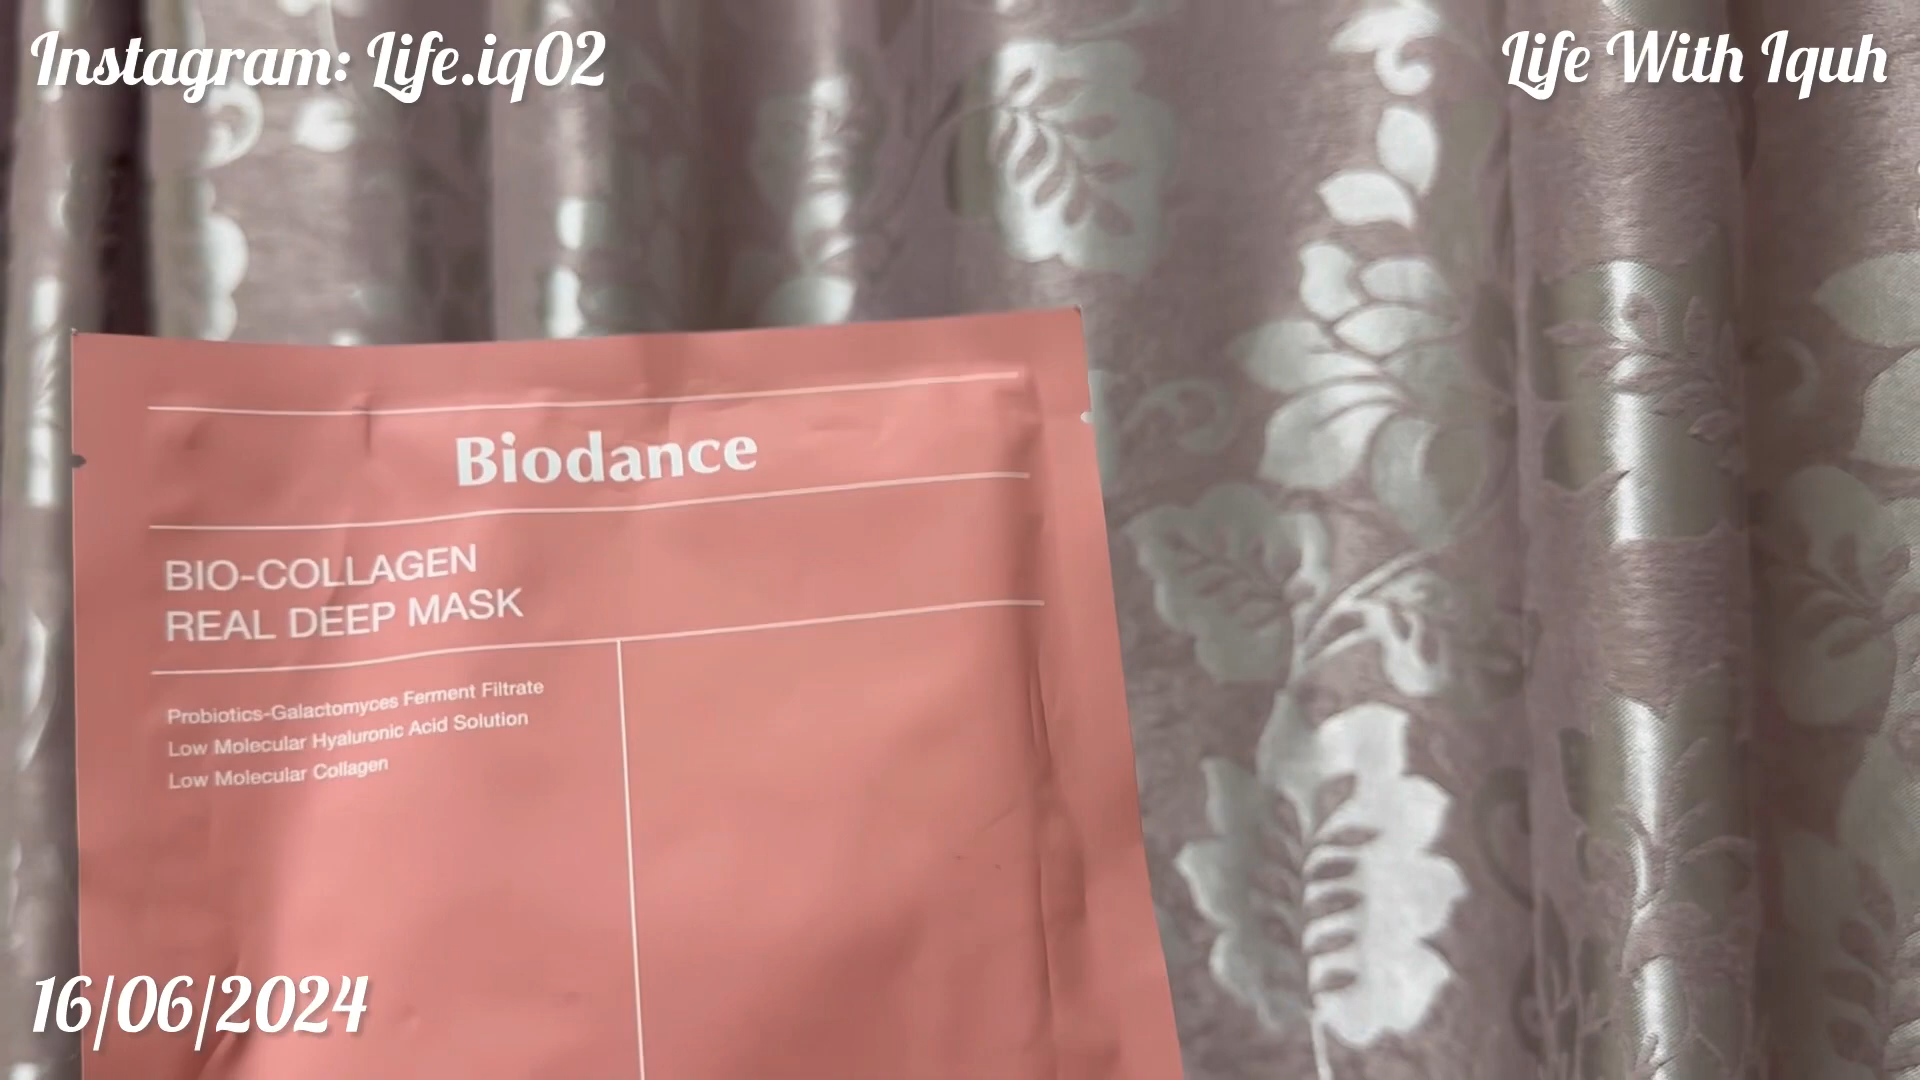 Instagram: Life.iq02
Life With Iquh
Biodance
BIO-COLLAGEN
REAL DEEP MASK
Probiotics-Galactomyces Ferment Filtrate
Low Molecular Hyaluronic Acid Solution
Low Molecular Collagen
16/06/2024